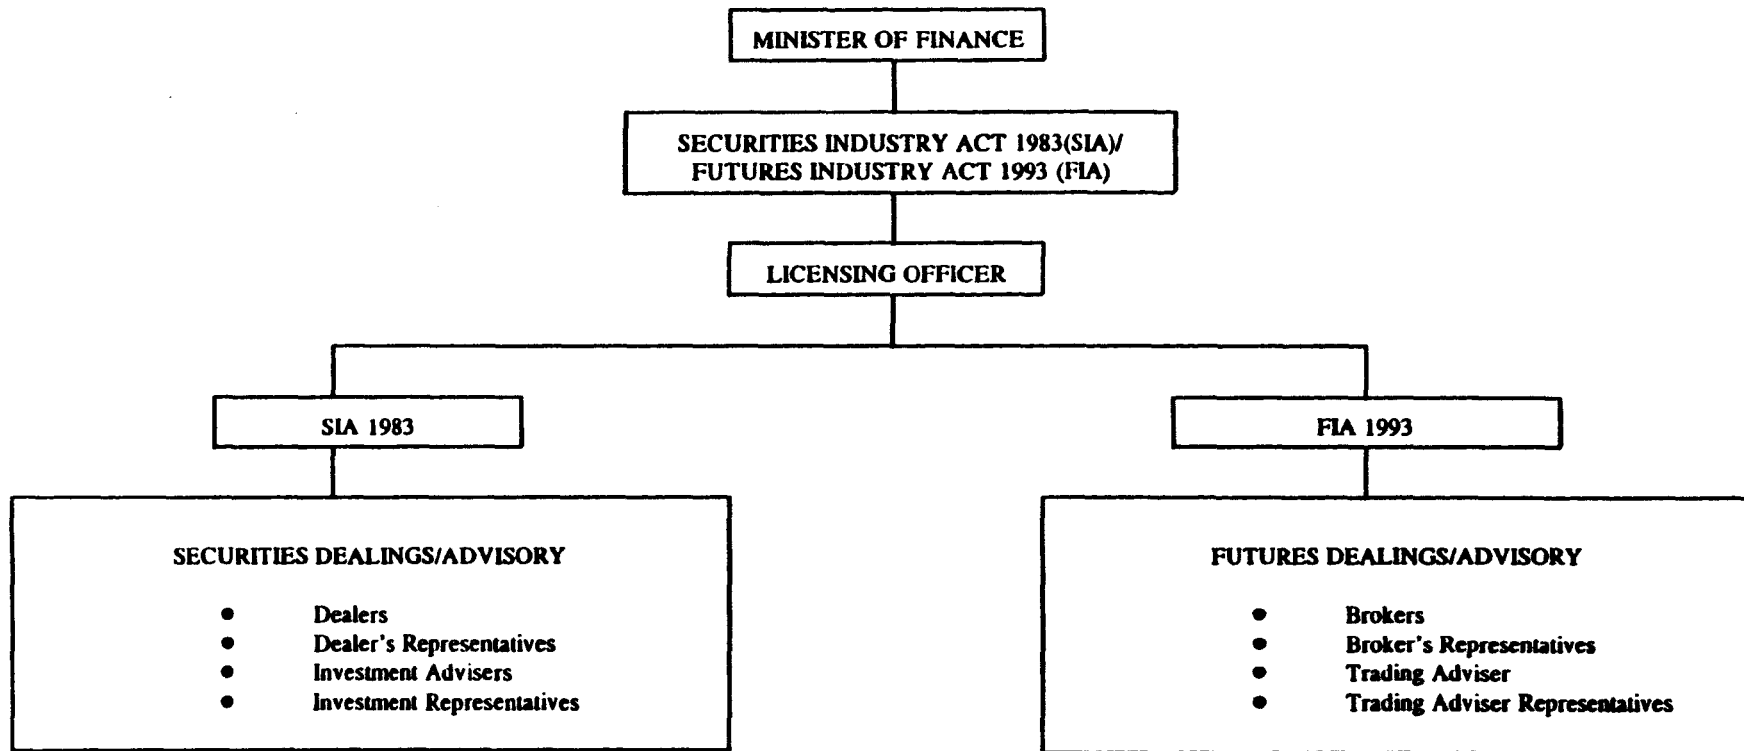 MINISTER OF FINANCE
SECURITIES INDUSTRY ACT 1983(SIA)/
FUTURES INDUSTRY ACT 1993 (FIA)
LICENSING OFFICER
SIA 1983
SECURITIES DEALINGS/ADVISORY
● Dealers
● Dealer's Representatives
● Investment Advisers
● Investment Representatives
FIA 1993
FUTURES DEALINGS/ADVISORY
● Brokers
● Broker's Representatives
● Trading Adviser
● Trading Adviser Representatives